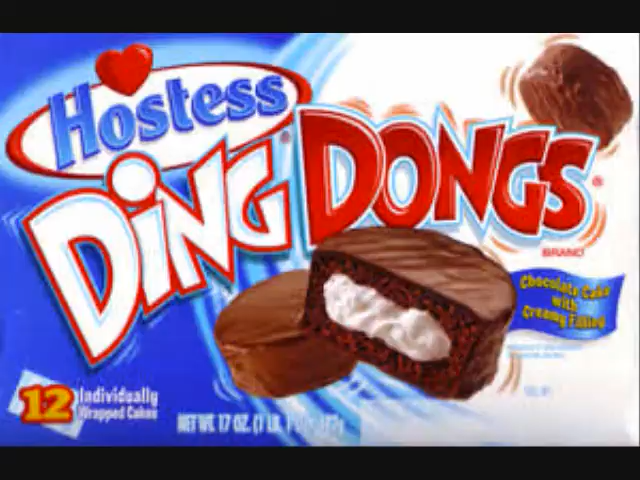 Hostess®
DiNG DONGS®
BRAND
Chocolate Cake
with
Creamy Filling
12 Individually
Wrapped Cakes
NET WT. 17 OZ. (1 LB.